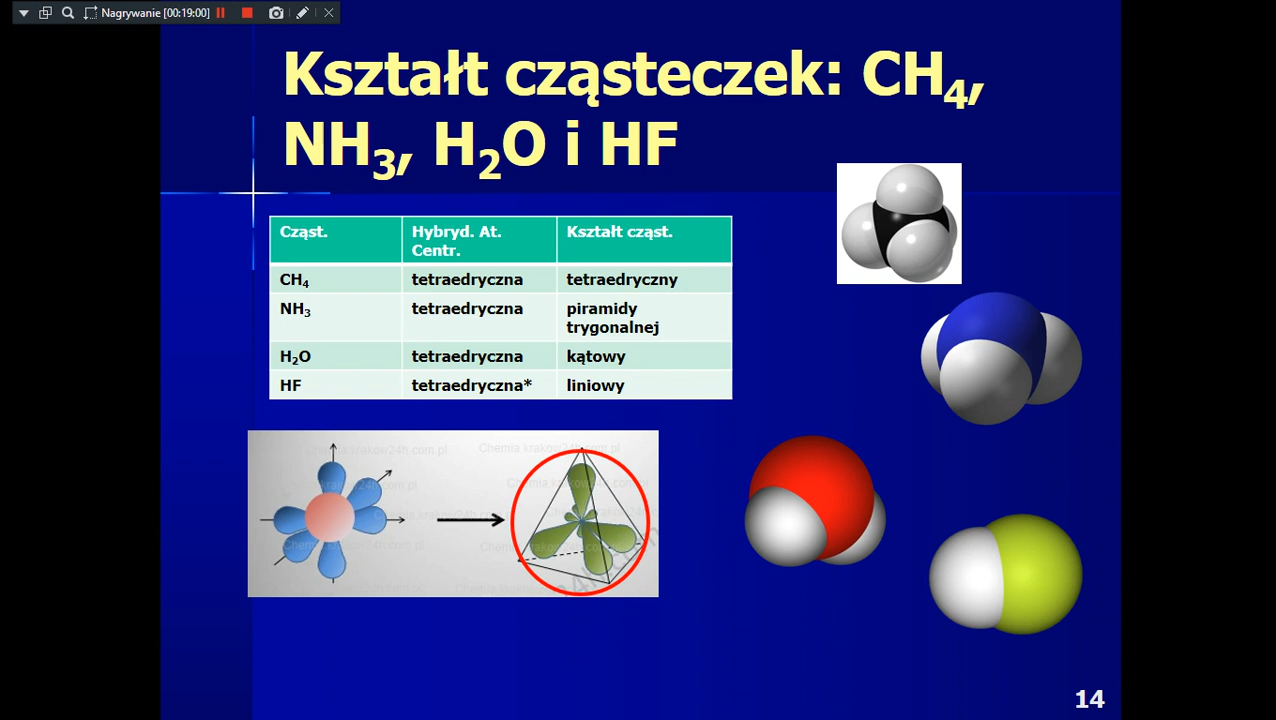 Nagrywanie [00:19:00]
Kształt cząsteczek: CH₄,
NH₃, H₂O i HF
Cząst.
Hybryd. At.
Centr.
Kształt cząst.
CH₄
tetraedryczna
tetraedryczny
NH₃
tetraedryczna
piramidy
trygonalnej
H₂O
tetraedryczna
kątowy
HF
tetraedryczna*
liniowy
14